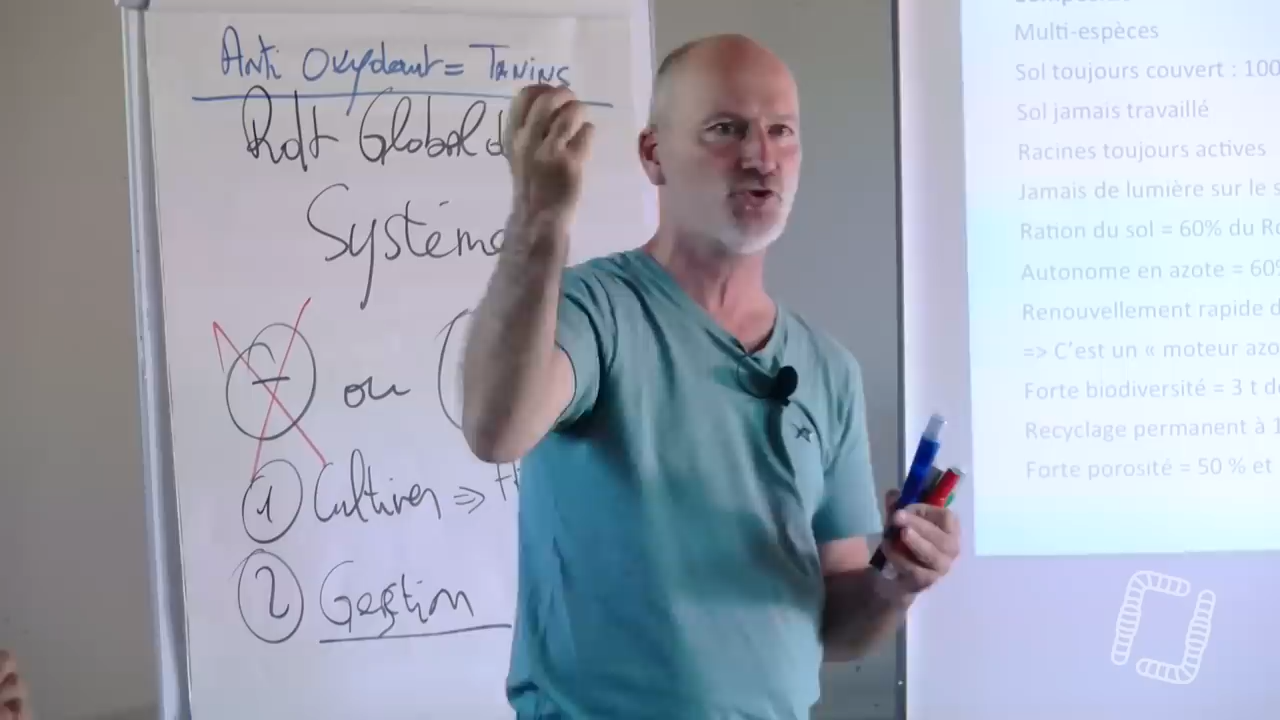 Anti Oxydant = TANINS
Rdt Global d
Système
- ou
1 Cultiver => 
2 Gestion
Multi-espèces
Sol toujours couvert : 100
Sol jamais travaillé
Racines toujours actives
Jamais de lumière sur le s
Ration du sol = 60% du R
Autonome en azote = 60%
Renouvellement rapide d
=> C'est un « moteur azo
Forte biodiversité = 3 t d
Recyclage permanent à 1
Forte porosité = 50 % et